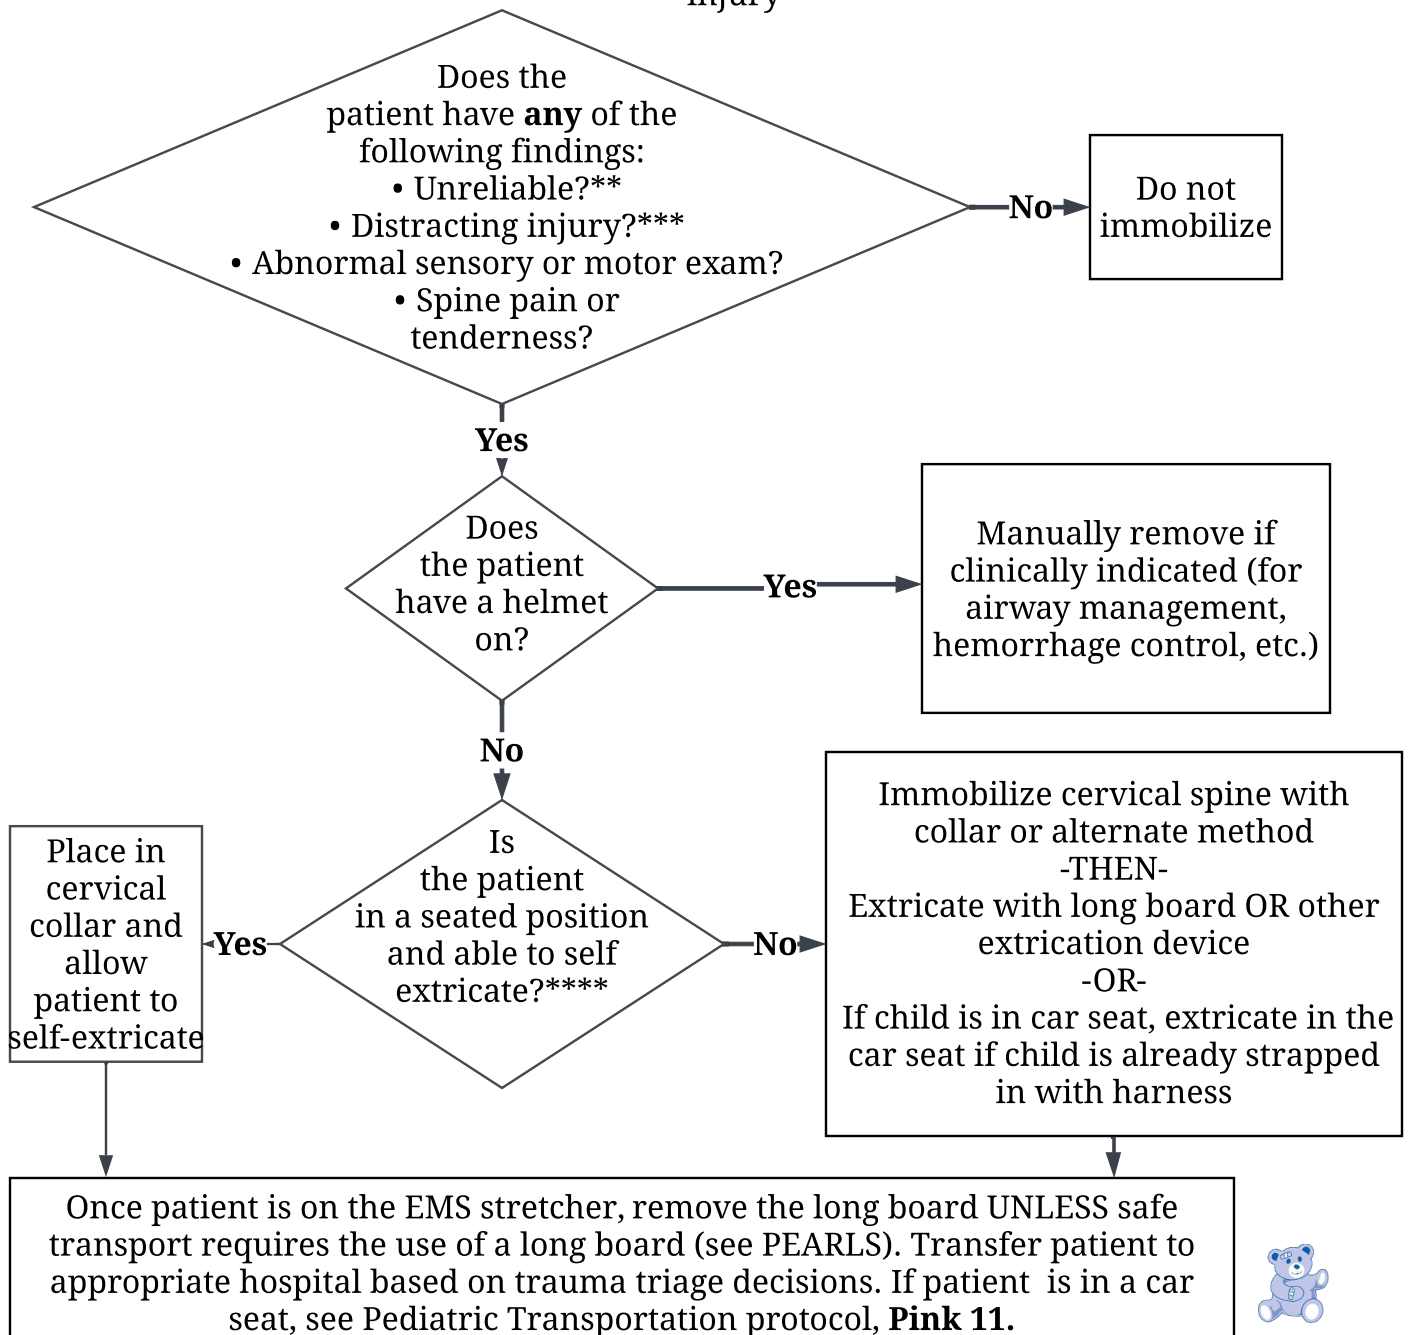 injury
Does the
patient have any of the
following findings:
• Unreliable?**
• Distracting injury?***
• Abnormal sensory or motor exam?
• Spine pain or
tenderness?
No
Do not
immobilize
Yes
Does
the patient
have a helmet
on?
Yes
Manually remove if
clinically indicated (for
airway management,
hemorrhage control, etc.)
No
Is
the patient
in a seated position
and able to self
extricate?****
Yes
Place in
cervical
collar and
allow
patient to
self-extricate
No
Immobilize cervical spine with
collar or alternate method
-THEN-
Extricate with long board OR other
extrication device
-OR-
If child is in car seat, extricate in the
car seat if child is already strapped
in with harness
Once patient is on the EMS stretcher, remove the long board UNLESS safe
transport requires the use of a long board (see PEARLS). Transfer patient to
appropriate hospital based on trauma triage decisions. If patient  is in a car
seat, see Pediatric Transportation protocol, Pink 11.